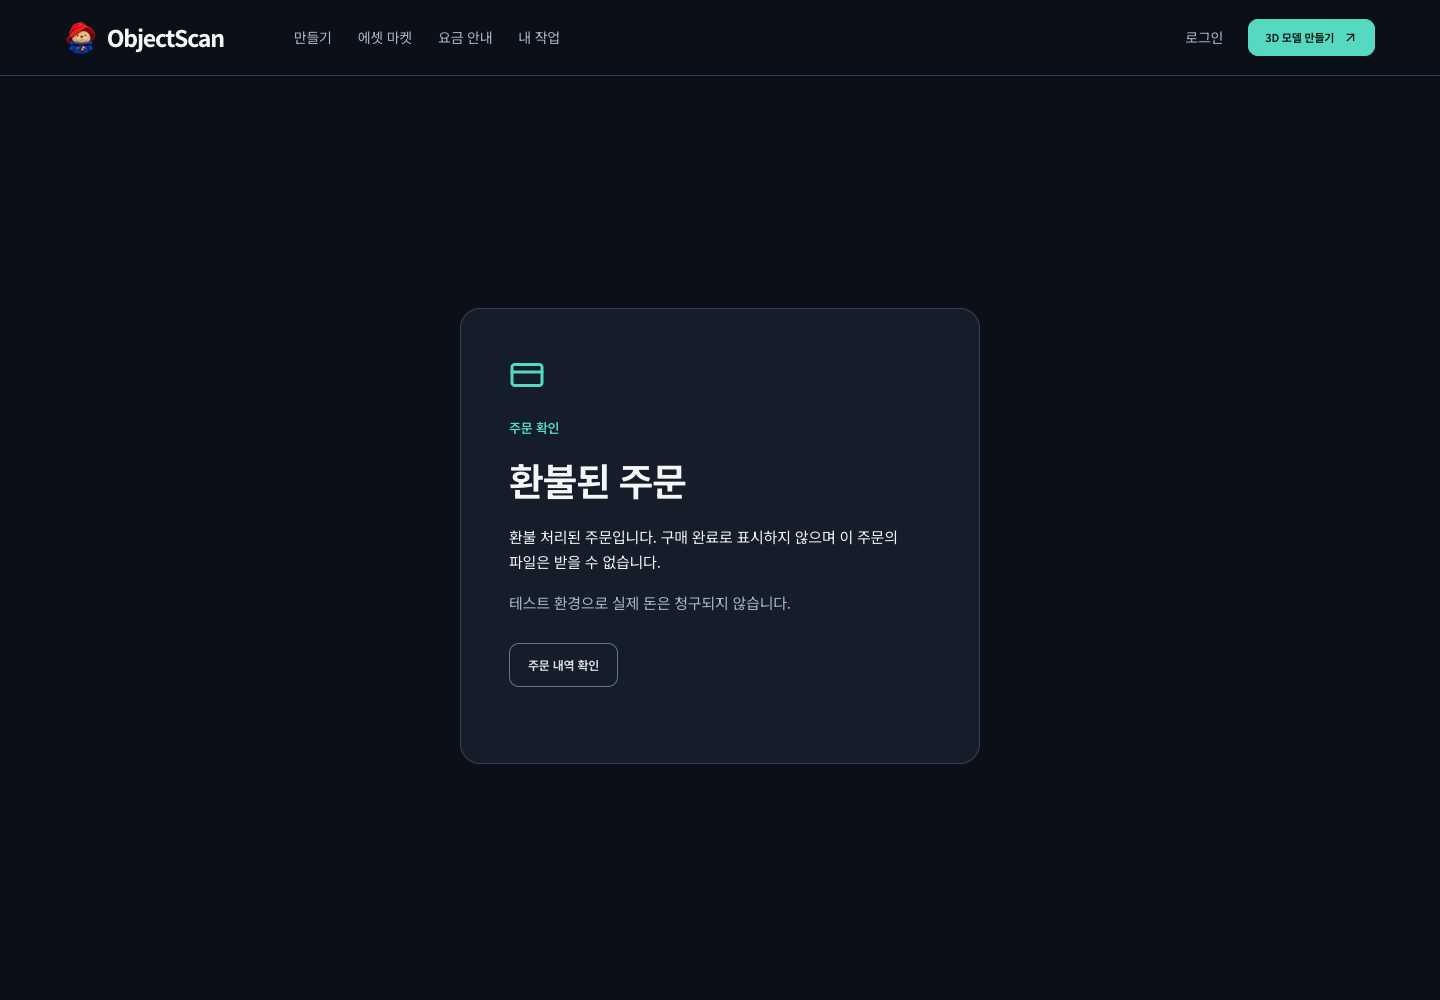 ObjectScan
만들기
에셋 마켓
요금 안내
내 작업
로그인
3D 모델 만들기
주문 확인
환불된 주문
환불 처리된 주문입니다. 구매 완료로 표시하지 않으며 이 주문의
파일은 받을 수 없습니다.
테스트 환경으로 실제 돈은 청구되지 않습니다.
주문 내역 확인